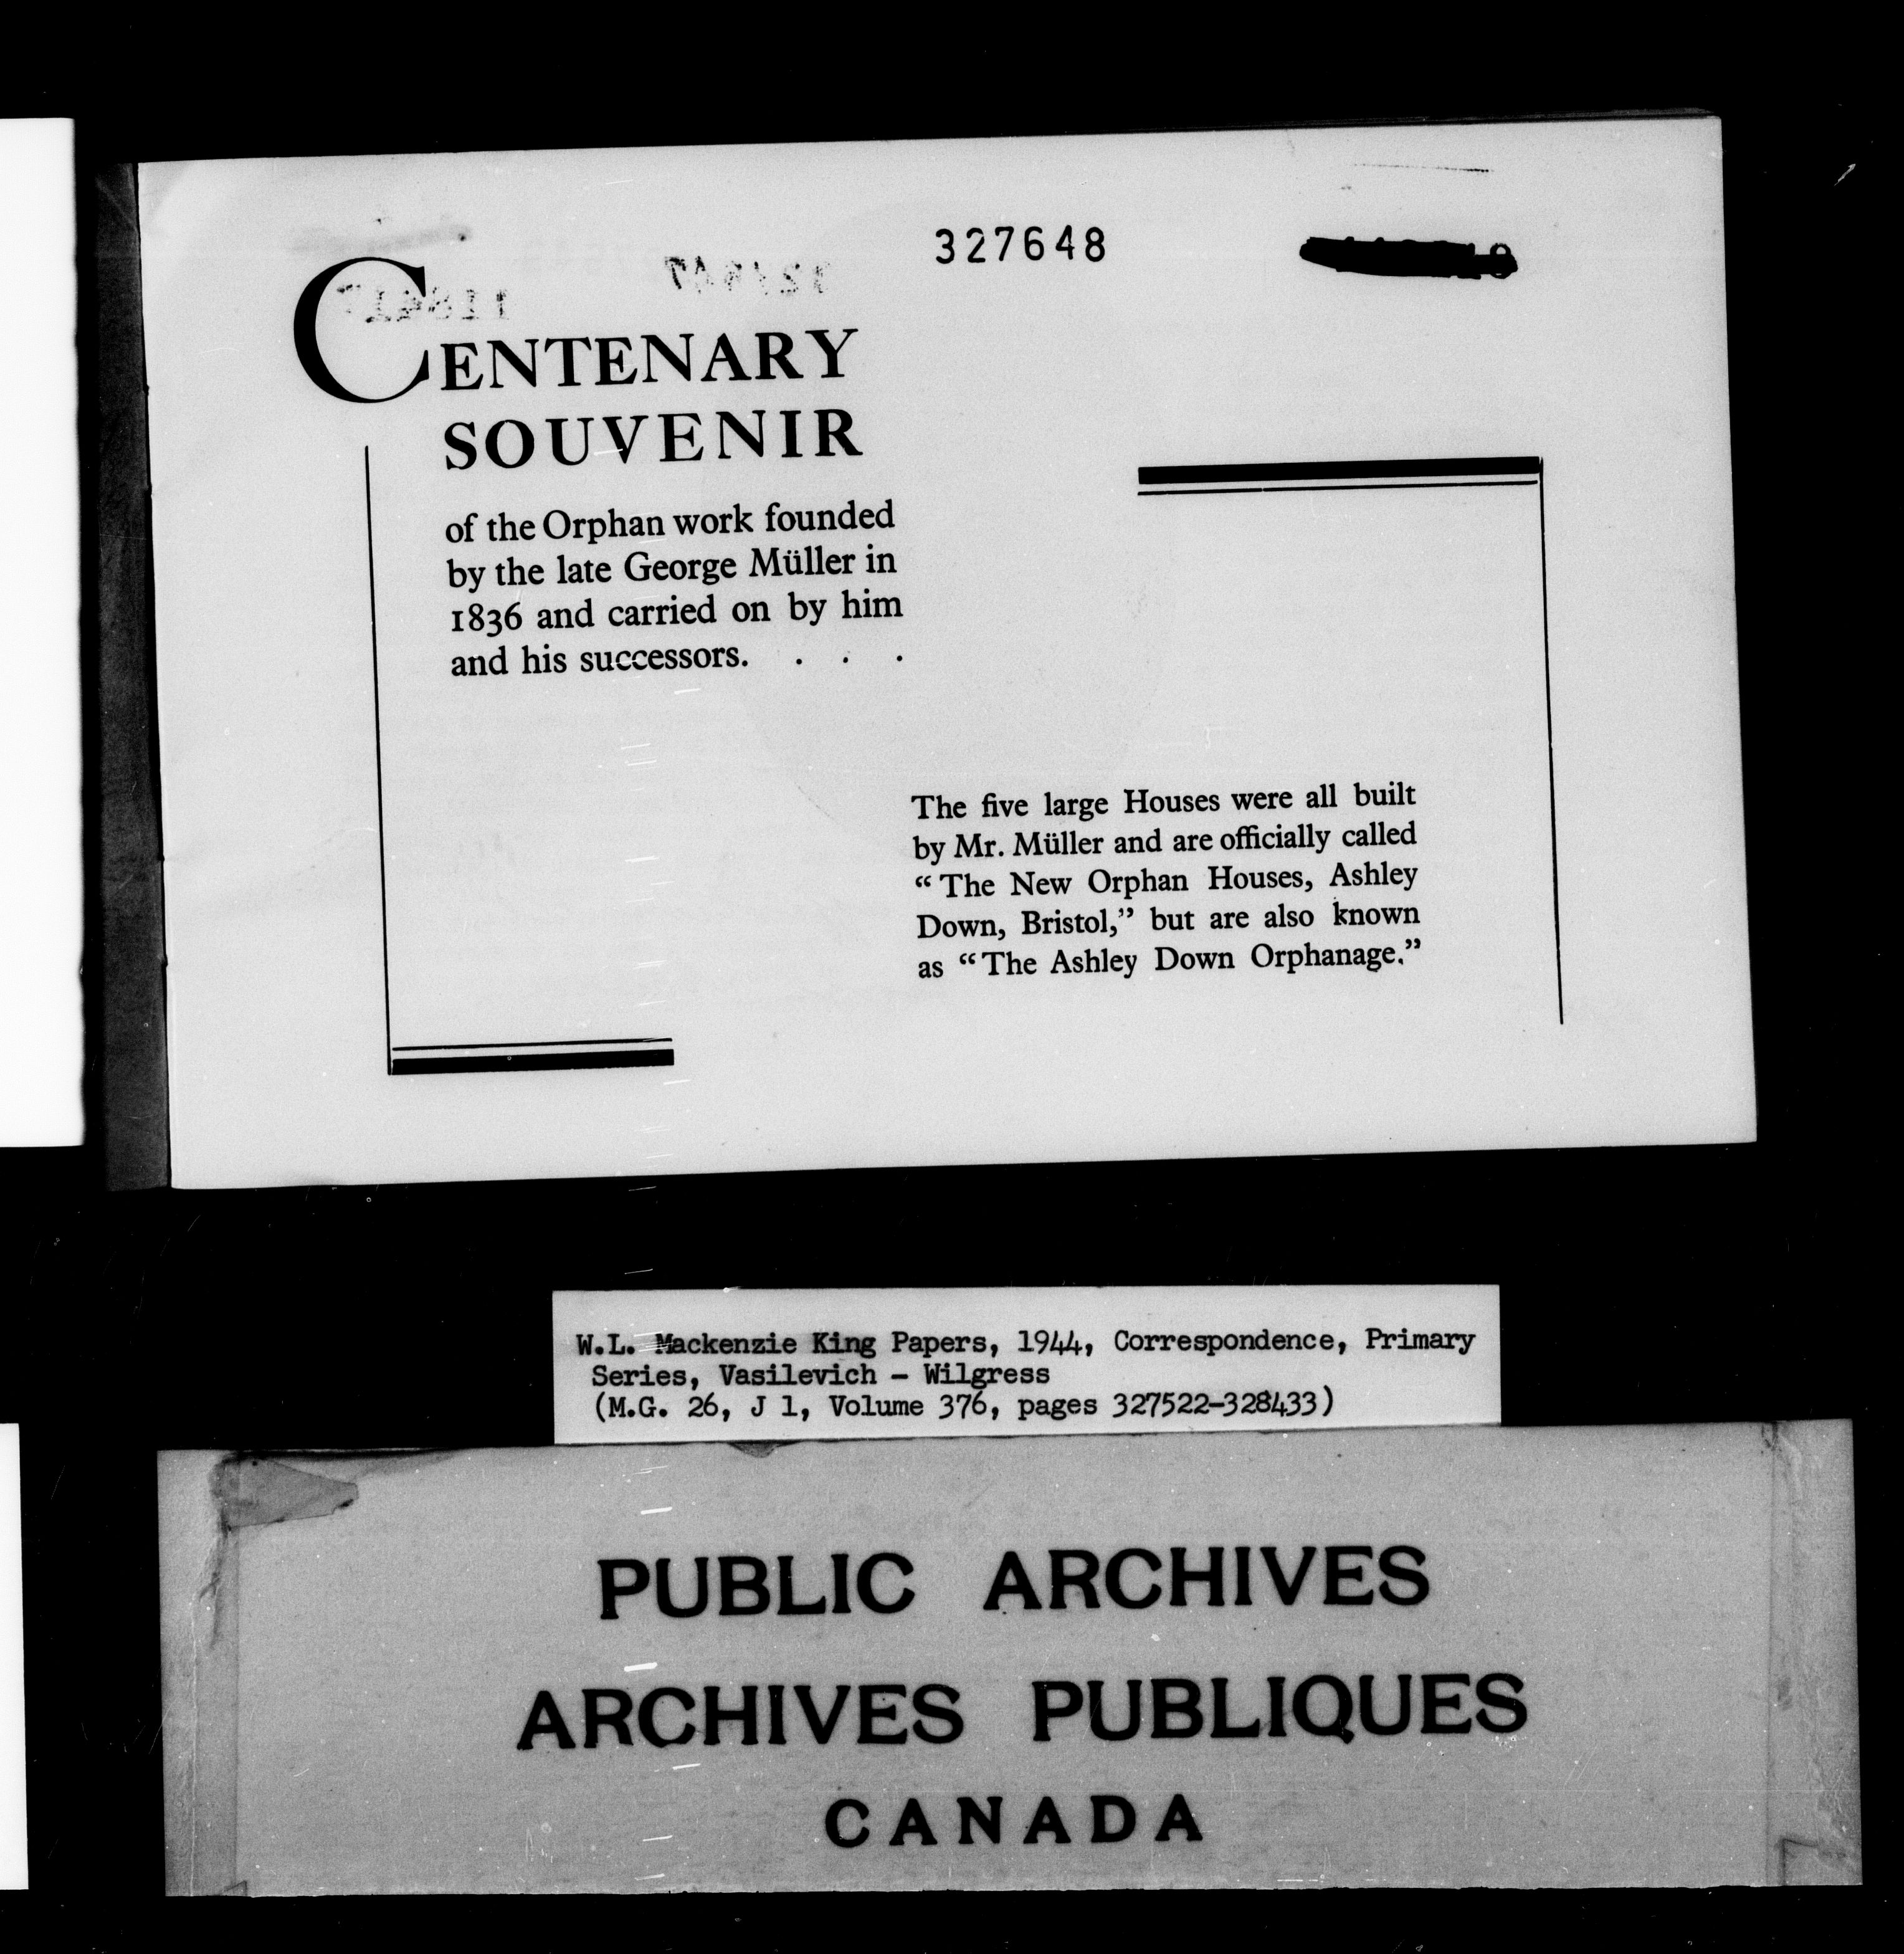 327648
CENTENARY
SOUVENIR
of the Orphan work founded
by the late George Müller in
1836 and carried on by him
and his successors. . . .
The five large Houses were all built
by Mr. Müller and are officially called
“The New Orphan Houses, Ashley
Down, Bristol,” but are also known
as “The Ashley Down Orphanage.”
W.L. Mackenzie King Papers, 1944, Correspondence, Primary
Series, Vasilevich - Wilgress
(M.G. 26, J 1, Volume 376, pages 327522-328433)
PUBLIC ARCHIVES
ARCHIVES PUBLIQUES
CANADA